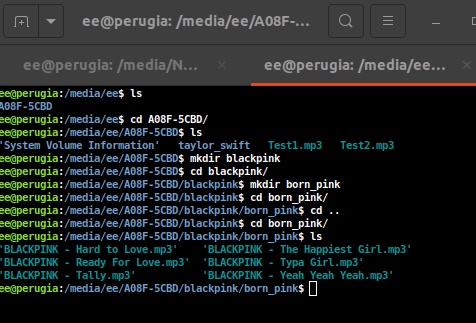 ee@perugia: /media/ee/A08F-...
ee@perugia: /media/N... × ee@perugia: /media/ee... ×
ee@perugia:/media/ee$ ls
A08F-5CBD
ee@perugia:/media/ee$ cd A08F-5CBD/
ee@perugia:/media/ee/A08F-5CBD$ ls
'System Volume Information' taylor_swift Test1.mp3 Test2.mp3
ee@perugia:/media/ee/A08F-5CBD$ mkdir blackpink
ee@perugia:/media/ee/A08F-5CBD$ cd blackpink/
ee@perugia:/media/ee/A08F-5CBD/blackpink$ mkdir born_pink
ee@perugia:/media/ee/A08F-5CBD/blackpink$ cd born_pink/
ee@perugia:/media/ee/A08F-5CBD/blackpink/born_pink$ cd ..
ee@perugia:/media/ee/A08F-5CBD/blackpink$ cd born_pink/
ee@perugia:/media/ee/A08F-5CBD/blackpink/born_pink$ ls
'BLACKPINK - Hard to Love.mp3' 'BLACKPINK - The Happiest Girl.mp3'
'BLACKPINK - Ready For Love.mp3' 'BLACKPINK - Typa Girl.mp3'
'BLACKPINK - Tally.mp3' 'BLACKPINK - Yeah Yeah Yeah.mp3'
ee@perugia:/media/ee/A08F-5CBD/blackpink/born_pink$